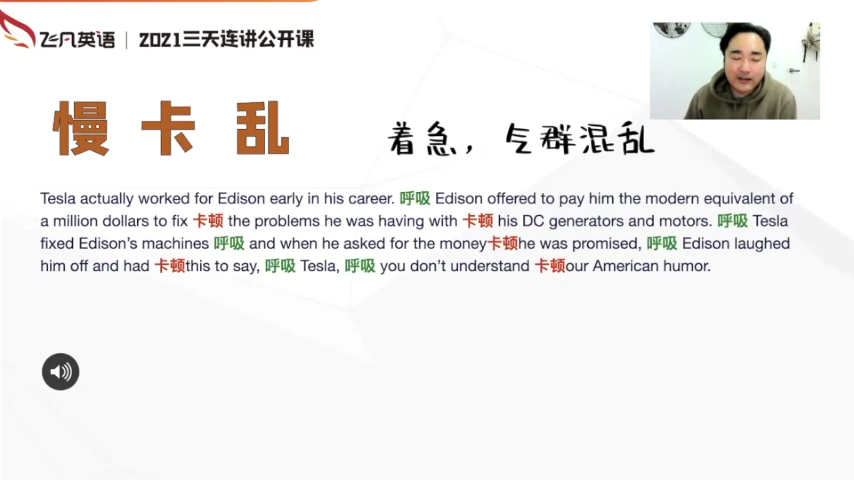 飞凡英语 | 2021三天连讲公开课
慢 卡 乱
着急，气群混乱
Tesla actually worked for Edison early in his career. 呼吸 Edison offered to pay him the modern equivalent of
a million dollars to fix 卡顿 the problems he was having with 卡顿 his DC generators and motors. 呼吸 Tesla
fixed Edison's machines 呼吸 and when he asked for the money卡顿he was promised, 呼吸 Edison laughed
him off and had 卡顿this to say, 呼吸 Tesla, 呼吸 you don't understand 卡顿our American humor.